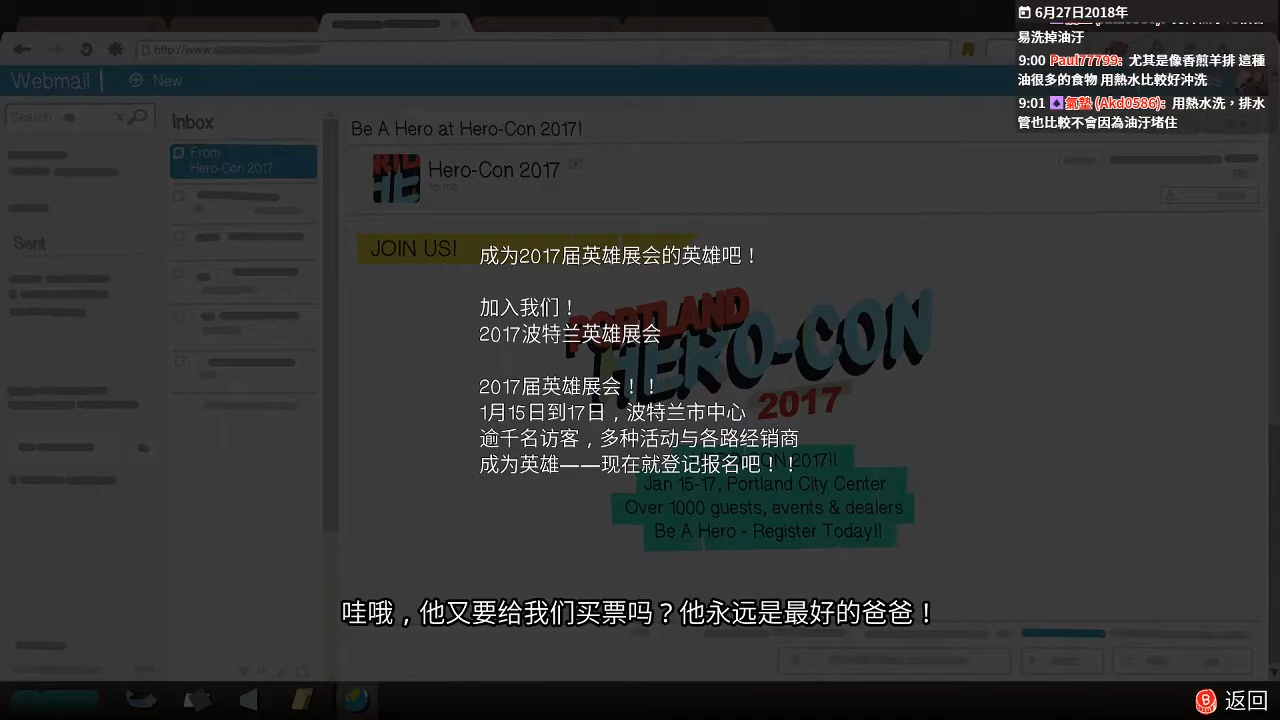 6月27日2018年
易洗掉油汙
9:00 Paul77799: 尤其是像香煎羊排 這種
油很多的食物 用熱水比較好沖洗
9:01 氣墊 (Akd0586): 用熱水洗，排水
管也比較不會因為油汙堵住
http://www.
Webmail
New
Search
Inbox
From
Hero-Con 2017
Sent
Be A Hero at Hero-Con 2017!
Hero-Con 2017
To me
JOIN US!
PORTLAND
HERO-CON
2017
Jan 15-17, Portland City Center
Over 1000 guests, events & dealers
Be A Hero - Register Today!!
成为2017届英雄展会的英雄吧！
加入我们！
2017波特兰英雄展会
2017届英雄展会！！
1月15日到17日，波特兰市中心
逾千名访客，多种活动与各路经销商
成为英雄——现在就登记报名吧！！
哇哦，他又要给我们买票吗？他永远是最好的爸爸！
B 返回